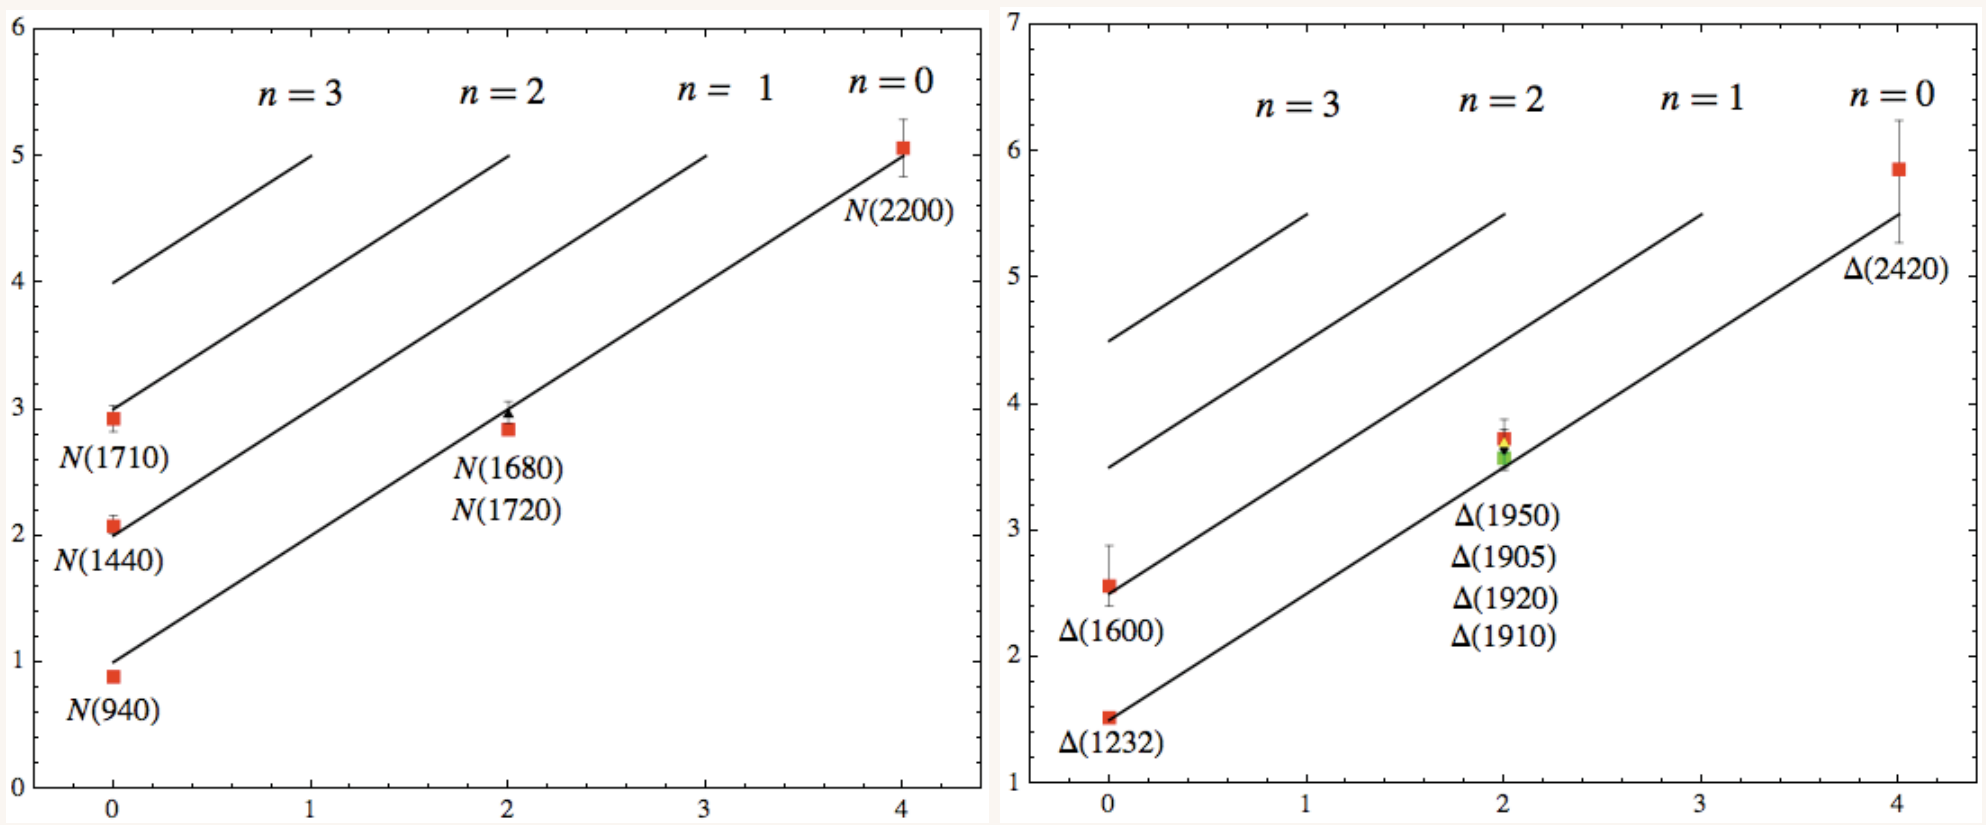 6
n = 3 n = 2 n = 1 n = 0
5
N(2200)
4
3
N(1710)
N(1680)
N(1720)
2
N(1440)
1
N(940)
0
0 1 2 3 4
7
n = 3 n = 2 n = 1 n = 0
6
Δ(2420)
5
4
Δ(1950)
3
Δ(1905)
Δ(1920)
Δ(1600)
Δ(1910)
2
Δ(1232)
1
0 1 2 3 4